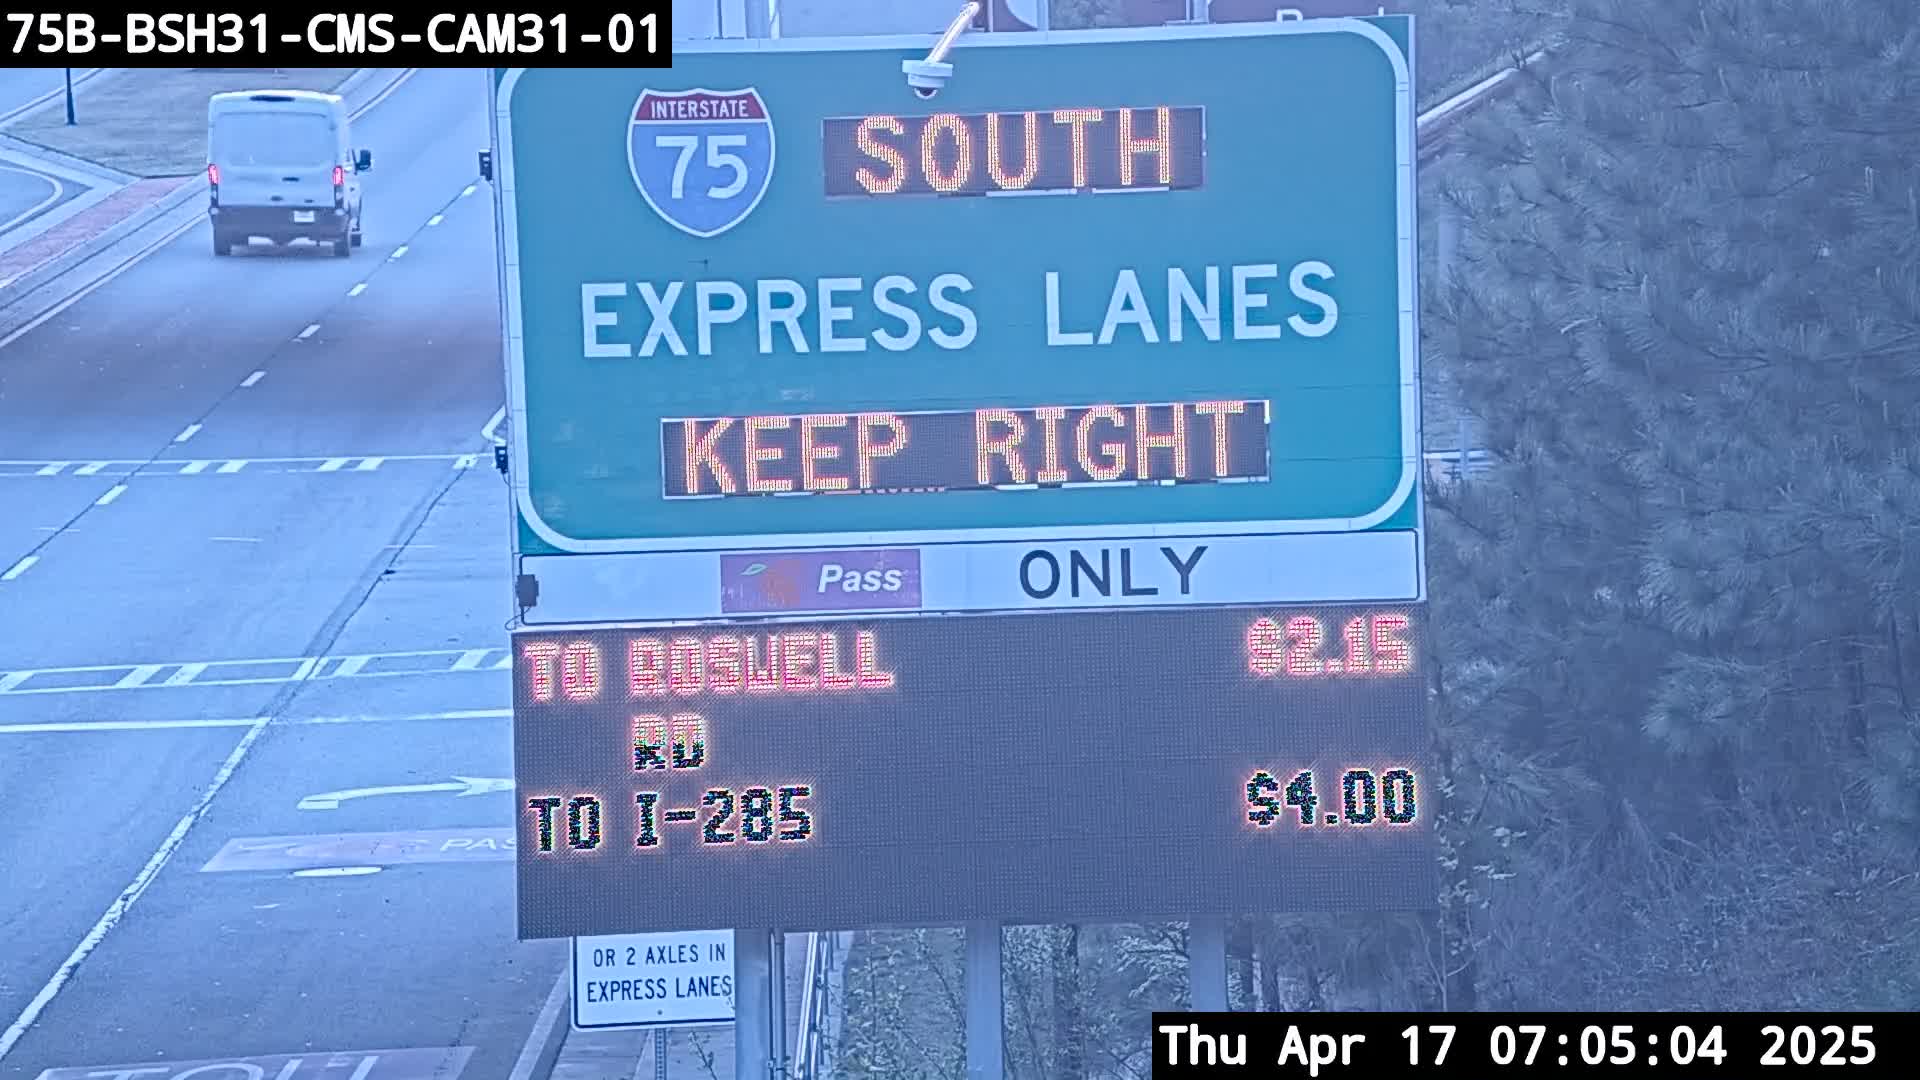 75B-BSH31-CMS-CAM31-01
INTERSTATE
75
SOUTH
EXPRESS LANES
KEEP RIGHT
Pass ONLY
TO ROSWELL $2.15
RD
TO I-285 $4.00
OR 2 AXLES IN
EXPRESS LANES
Thu Apr 17 07:05:04 2025